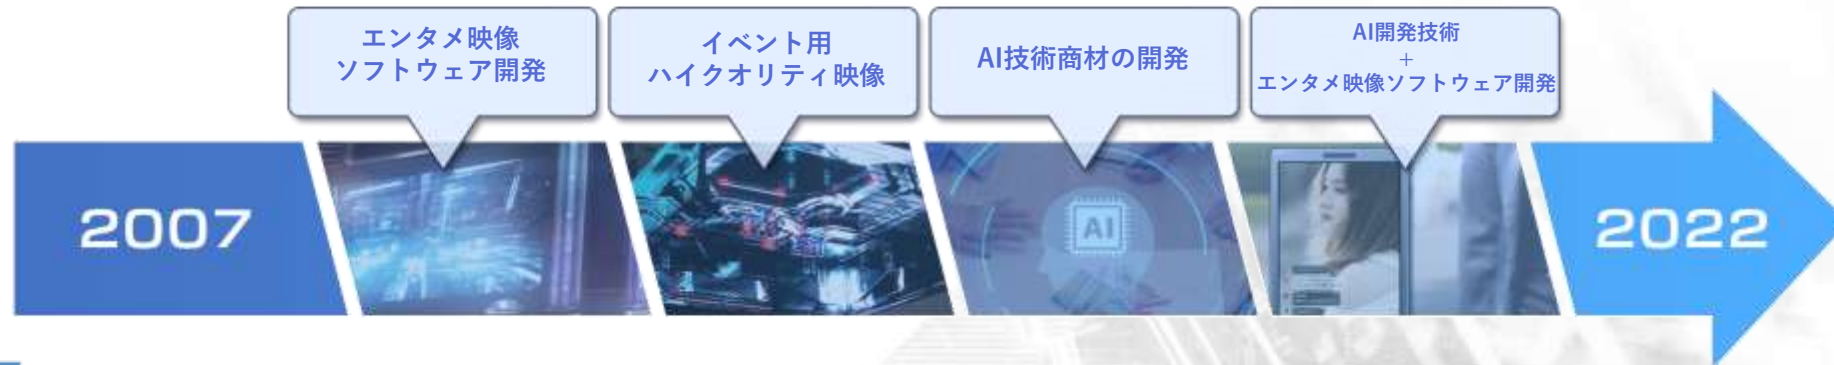 エンタメ映像
ソフトウェア開発
イベント用
ハイクオリティ映像
AI技術商材の開発
AI開発技術
+
エンタメ映像ソフトウェア開発
2007
AI
2022